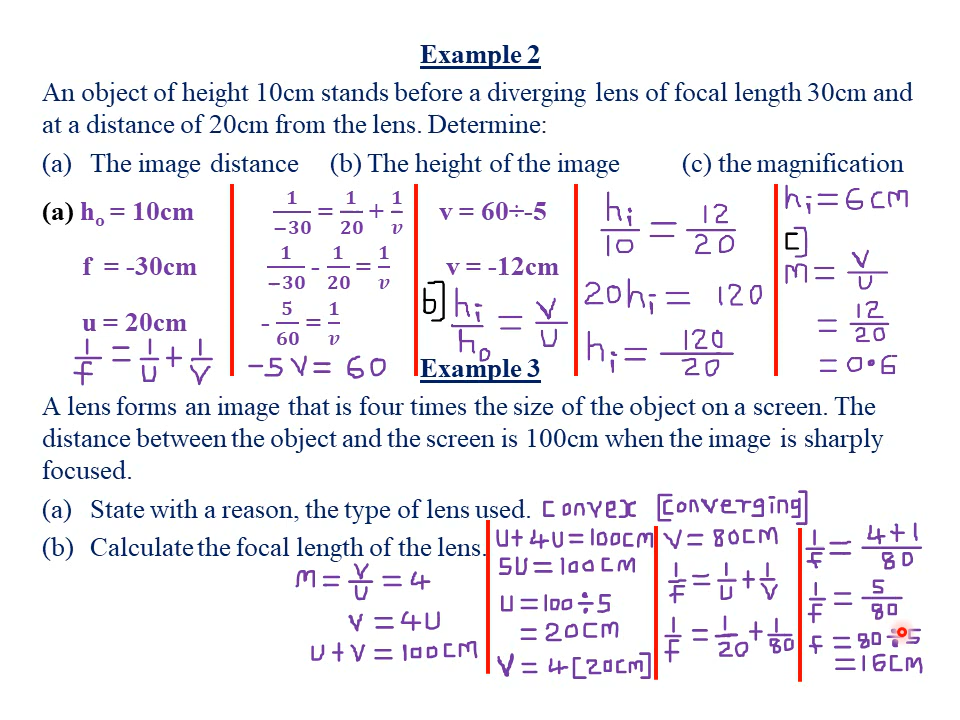 Example 2
An object of height 10cm stands before a diverging lens of focal length 30cm and
at a distance of 20cm from the lens. Determine:
(a) The image distance (b) The height of the image (c) the magnification
(a) hₒ = 10cm
f = -30cm
u = 20cm
1/f = 1/u + 1/v
1/-30 = 1/20 + 1/v
1/-30 - 1/20 = 1/v
- 5/60 = 1/v
-5v = 60
v = 60÷-5
v = -12cm
b] hi/ho = v/u
hi/10 = 12/20
20hi = 120
hi = 120/20
hi = 6cm
c]
m = v/u
= 12/20
= 0.6
Example 3
A lens forms an image that is four times the size of the object on a screen. The
distance between the object and the screen is 100cm when the image is sharply
focused.
(a) State with a reason, the type of lens used. convex [converging]
(b) Calculate the focal length of the lens.
m = v/u = 4
v = 4u
u + v = 100cm
u + 4u = 100cm
5u = 100cm
u = 100÷5
= 20cm
v = 4[20cm]
v = 80cm
1/f = 1/u + 1/v
1/f = 1/20 + 1/80
1/f = 4+1/80
1/f = 5/80
f = 80÷5
= 16cm